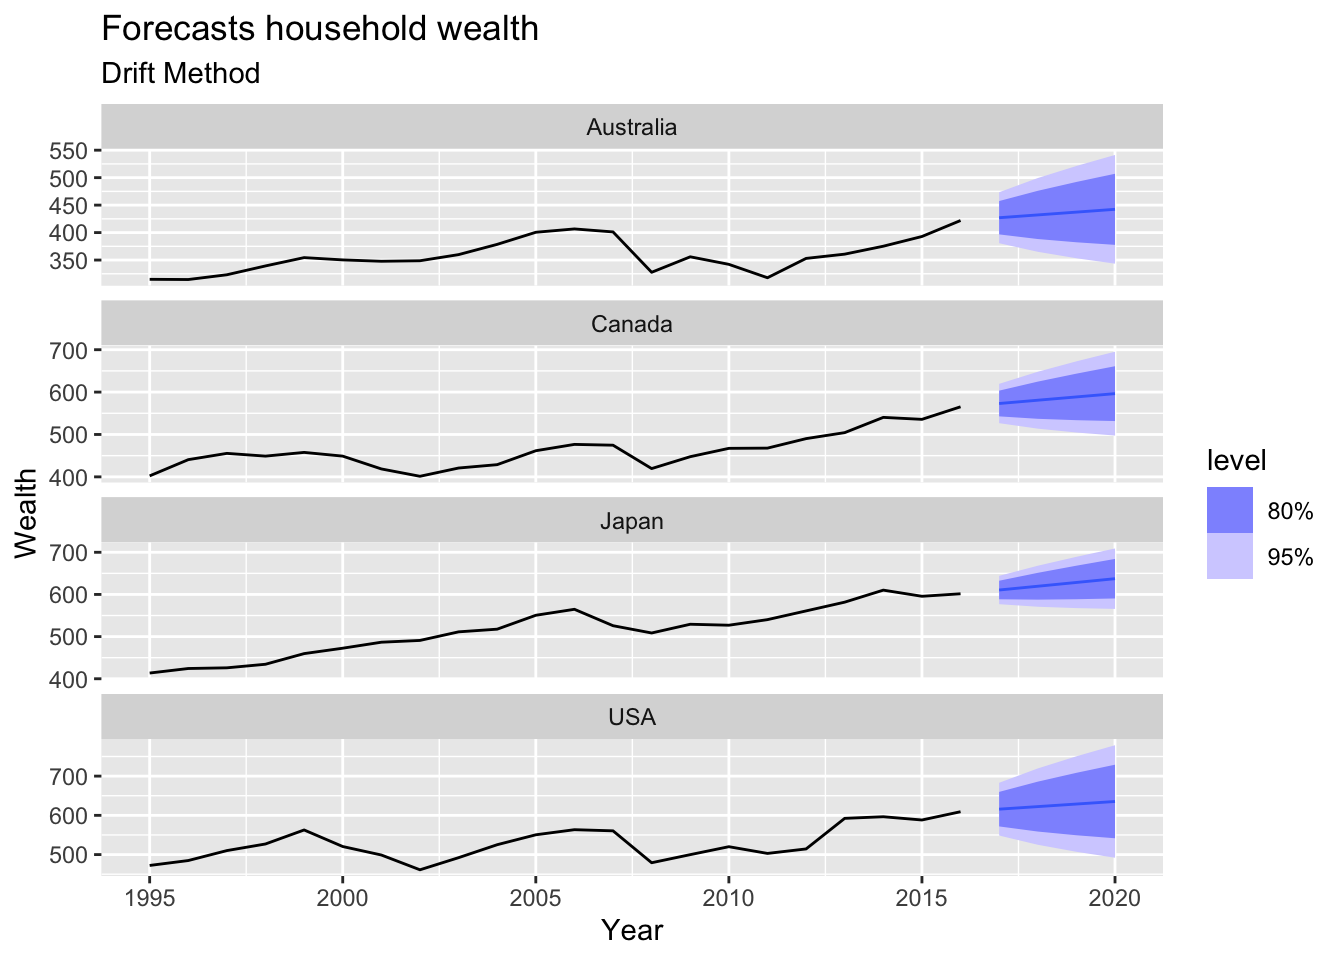 Forecasts household wealth
Drift Method
Australia
550
500
450
400
350
Canada
700
600
500
400
Japan
700
600
500
400
USA
700
600
500
1995 2000 2005 2010 2015 2020
Year
Wealth
level
80%
95%